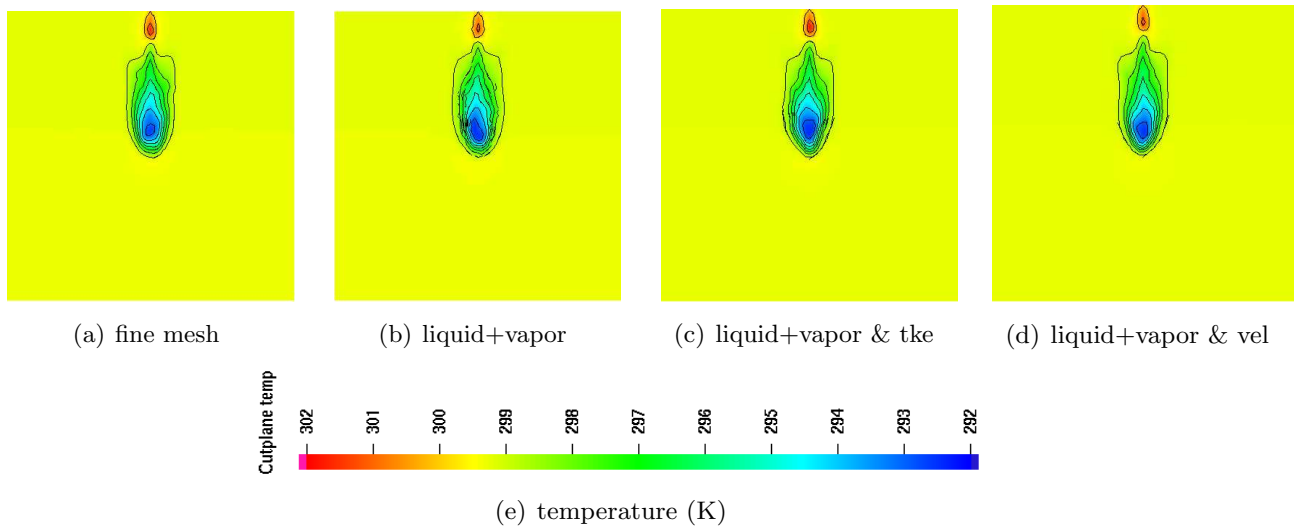 (a) fine mesh
(b) liquid+vapor
(c) liquid+vapor & tke
(d) liquid+vapor & vel
Cutplane temp
302 301 300 299 298 297 296 295 294 293 292
(e) temperature (K)